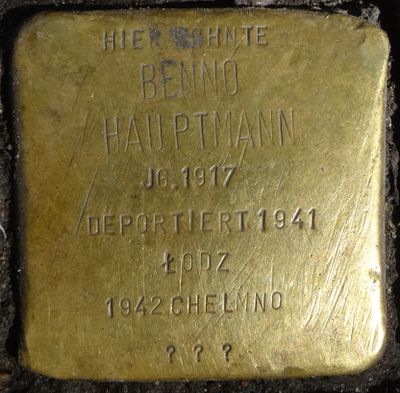 HIER WOHNTE
BENNO
HAUPTMANN
JG. 1917
DEPORTIERT 1941
ŁODZ
1942 CHELMNO
? ? ?